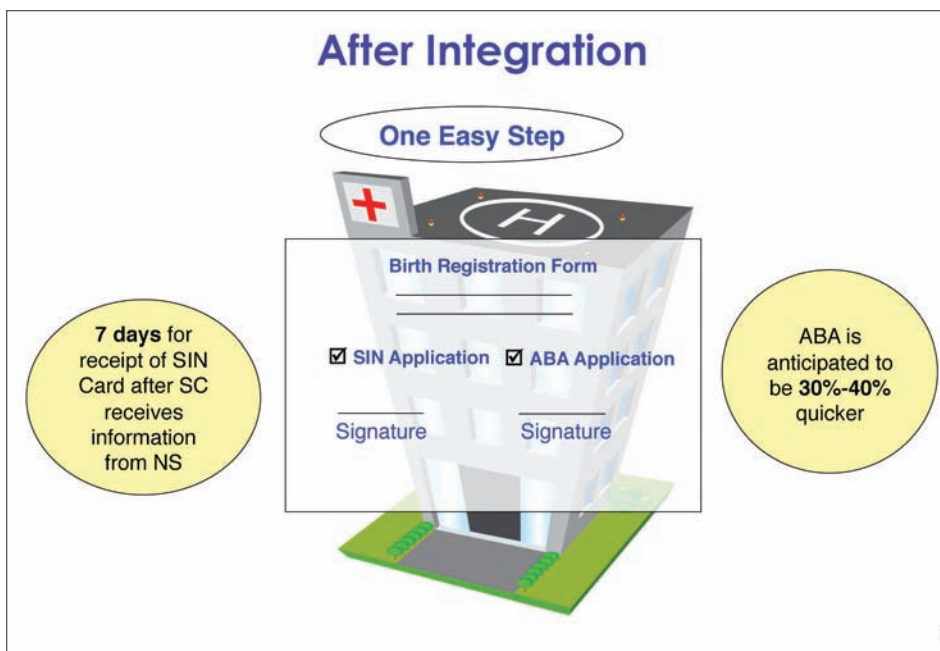 After Integration
One Easy Step
H
Birth Registration Form
7 days for
receipt of SIN
Card after SC
receives
information
from NS
SIN Application
ABA Application
Signature
Signature
ABA is
anticipated to
be 30%-40%
quicker